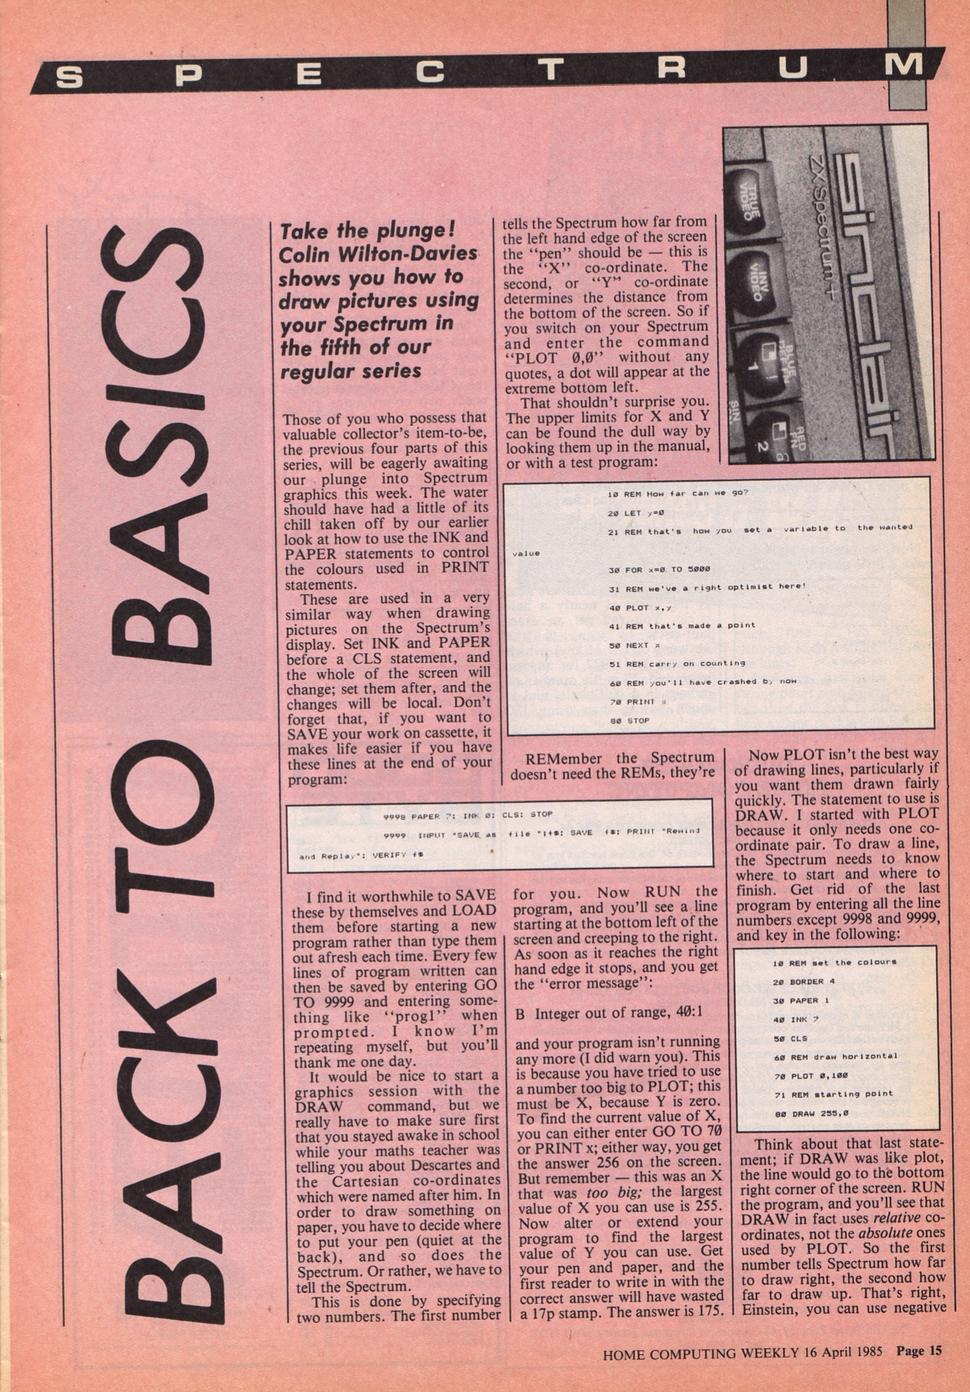 SPECTRUM
BACK TO BASICS
Take the plunge!
Colin Wilton-Davies
shows you how to
draw pictures using
your Spectrum in
the fifth of our
regular series
Those of you who possess that
valuable collector's item-to-be,
the previous four parts of this
series, will be eagerly awaiting
our plunge into Spectrum
graphics this week. The water
should have had a little of its
chill taken off by our earlier
look at how to use the INK and
PAPER statements to control
the colours used in PRINT
statements.
These are used in a very
similar way when drawing
pictures on the Spectrum's
display. Set INK and PAPER
before a CLS statement, and
the whole of the screen will
change; set them after, and the
changes will be local. Don't
forget that, if you want to
SAVE your work on cassette, it
makes life easier if you have
these lines at the end of your
program:
9998 PAPER 7: INK 0: CLS: STOP
9999 INPUT "SAVE as file ";f$: SAVE f$: PRINT "Rewind
and Replay": VERIFY f$
I find it worthwhile to SAVE
these by themselves and LOAD
them before starting a new
program rather than type them
out afresh each time. Every few
lines of program written can
then be saved by entering GO
TO 9999 and entering some-
thing like "prog1" when
prompted. I know I'm
repeating myself, but you'll
thank me one day.
It would be nice to start a
graphics session with the
DRAW command, but we
really have to make sure first
that you stayed awake in school
while your maths teacher was
telling you about Descartes and
the Cartesian co-ordinates
which were named after him. In
order to draw something on
paper, you have to decide where
to put your pen (quiet at the
back), and so does the
Spectrum. Or rather, we have to
tell the Spectrum.
This is done by specifying
two numbers. The first number
tells the Spectrum how far from
the left hand edge of the screen
the "pen" should be — this is
the "X" co-ordinate. The
second, or "Y" co-ordinate
determines the distance from
the bottom of the screen. So if
you switch on your Spectrum
and enter the command
"PLOT 0,0" without any
quotes, a dot will appear at the
extreme bottom left.
That shouldn't surprise you.
The upper limits for X and Y
can be found the dull way by
looking them up in the manual,
or with a test program:
sinclair
ZX Spectrum+
TRUE VIDEO
INV VIDEO
BLUE
1
SIN
RED
FN
2
10 REM How far can we go?
20 LET y=0
21 REM that's how you set a variable to the wanted
value
30 FOR x=0 TO 5000
31 REM we've a right optimist here!
40 PLOT x,y
41 REM that's made a point
50 NEXT x
51 REM carry on counting
60 REM you'll have crashed by now
70 PRINT x
80 STOP
REMember the Spectrum
doesn't need the REMs, they're
for you. Now RUN the
program, and you'll see a line
starting at the bottom left of the
screen and creeping to the right.
As soon as it reaches the right
hand edge it stops, and you get
the "error message":
B Integer out of range, 40:1
and your program isn't running
any more (I did warn you). This
is because you have tried to use
a number too big to PLOT; this
must be X, because Y is zero.
To find the current value of X,
you can either enter GO TO 70
or PRINT x; either way, you get
the answer 256 on the screen.
But remember — this was an X
that was too big; the largest
value of X you can use is 255.
Now alter or extend your
program to find the largest
value of Y you can use. Get
your pen and paper, and the
first reader to write in with the
correct answer will have wasted
a 17p stamp. The answer is 175.
Now PLOT isn't the best way
of drawing lines, particularly if
you want them drawn fairly
quickly. The statement to use is
DRAW. I started with PLOT
because it only needs one co-
ordinate pair. To draw a line,
the Spectrum needs to know
where to start and where to
finish. Get rid of the last
program by entering all the line
numbers except 9998 and 9999,
and key in the following:
10 REM set the colours
20 BORDER 4
30 PAPER 1
40 INK 7
50 CLS
60 REM draw horizontal
70 PLOT 0,100
71 REM starting point
80 DRAW 255,0
Think about that last state-
ment; if DRAW was like plot,
the line would go to the bottom
right corner of the screen. RUN
the program, and you'll see that
DRAW in fact uses relative co-
ordinates, not the absolute ones
used by PLOT. So the first
number tells Spectrum how far
to draw right, the second how
far to draw up. That's right,
Einstein, you can use negative
HOME COMPUTING WEEKLY 16 April 1985 Page 15